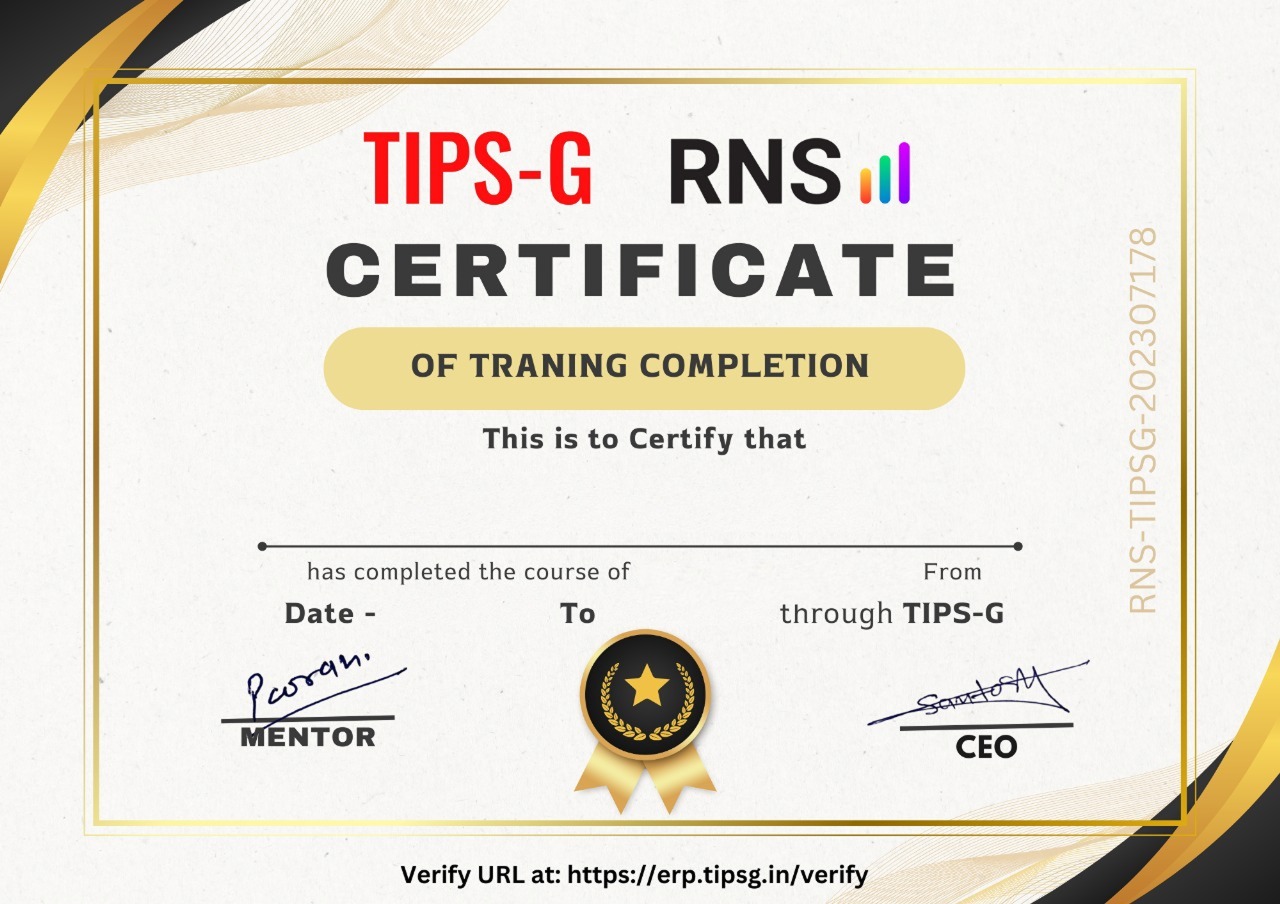 TIPS-G RNS
CERTIFICATE
OF TRANING COMPLETION
This is to Certify that
has completed the course of From
Date - To through TIPS-G
Pooran.
Santosh
MENTOR
CEO
RNS-TIPSG-202307178
Verify URL at: https://erp.tipsg.in/verify